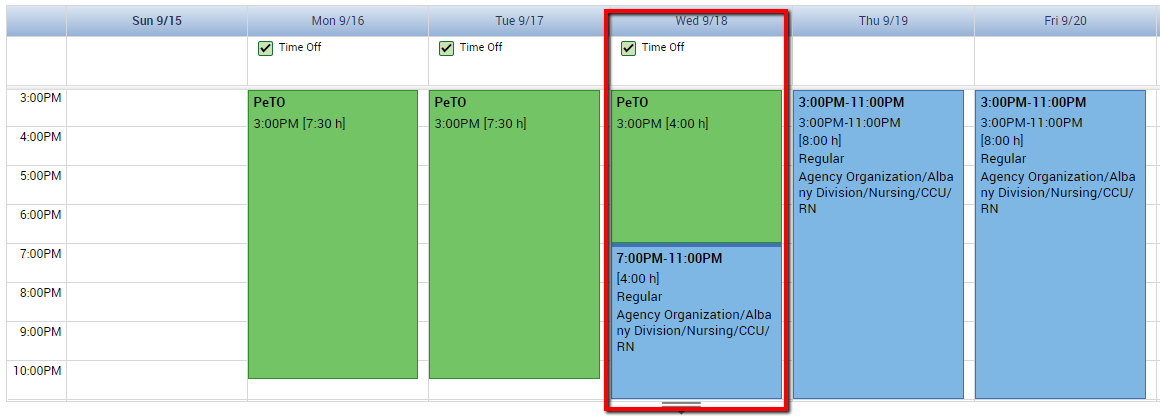 Sun 9/15 Mon 9/16 Tue 9/17 Wed 9/18 Thu 9/19 Fri 9/20
Time Off Time Off Time Off
3:00PM
4:00PM
5:00PM
6:00PM
7:00PM
8:00PM
9:00PM
10:00PM
PeTO
3:00PM [7:30 h]
PeTO
3:00PM [7:30 h]
PeTO
3:00PM [4:00 h]
7:00PM-11:00PM
[4:00 h]
Regular
Agency Organization/Alba
ny Division/Nursing/CCU/
RN
3:00PM-11:00PM
3:00PM-11:00PM
[8:00 h]
Regular
Agency Organization/Alba
ny Division/Nursing/CCU/
RN
3:00PM-11:00PM
3:00PM-11:00PM
[8:00 h]
Regular
Agency Organization/Alba
ny Division/Nursing/CCU/
RN